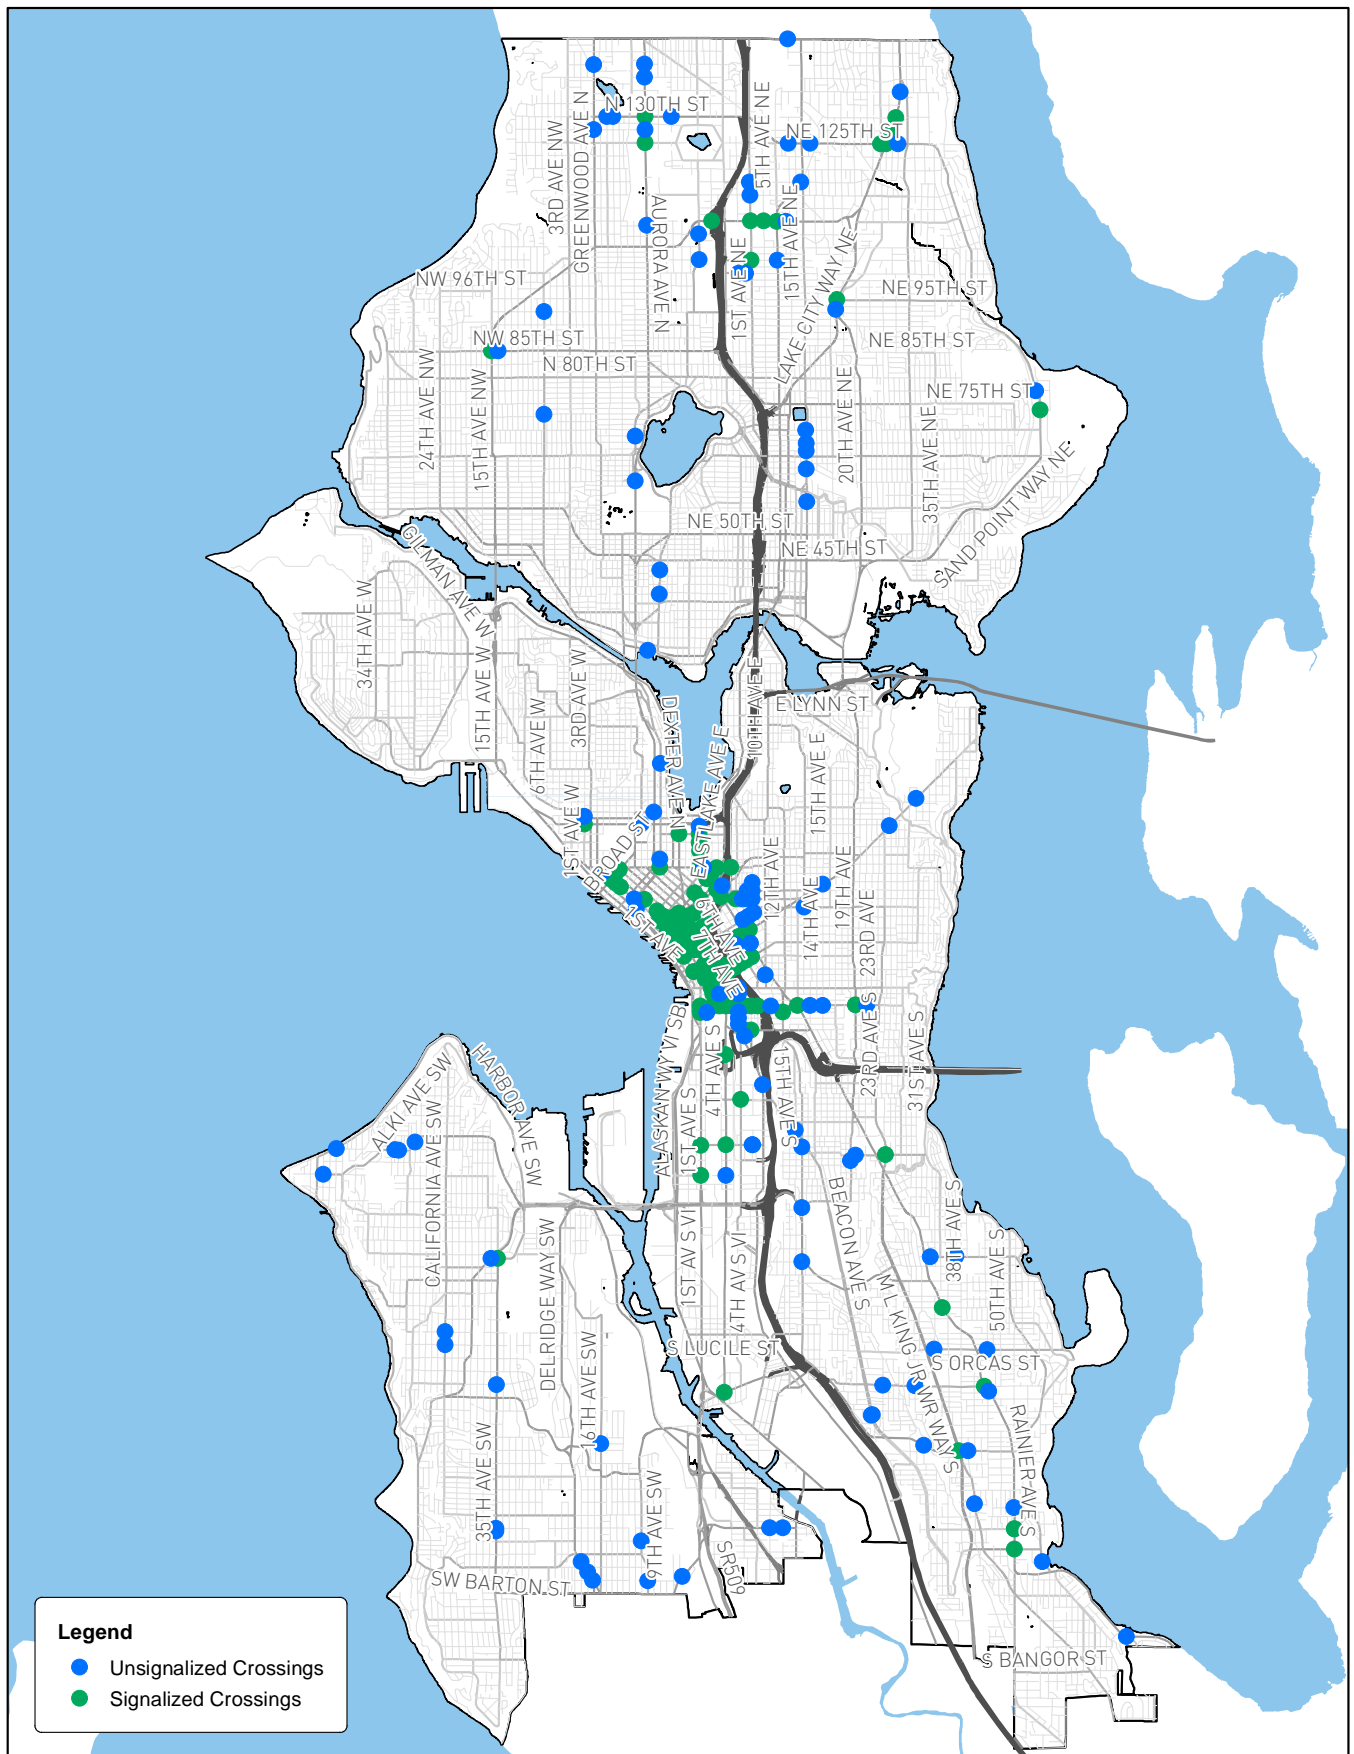 N 130TH ST
NE 125TH ST
5TH AVE NE
3RD AVE NW
GREENWOOD AVE N
AURORA AVE N
1ST AVE NE
15TH AVE NE
LAKE CITY WAY NE
NW 96TH ST
NE 95TH ST
NW 85TH ST
NE 85TH ST
N 80TH ST
24TH AVE NW
15TH AVE NW
20TH AVE NE
NE 75TH ST
35TH AVE NE
SAND POINT WAY NE
NE 50TH ST
NE 45TH ST
GILMAN AVE W
34TH AVE W
15TH AVE W
6TH AVE W
3RD AVE W
DEXTER AVE N
10TH AVE E
E LYNN ST
EASTLAKE AVE E
15TH AVE E
1ST AVE W
BROAD ST
12TH AVE
14TH AVE
19TH AVE
23RD AVE
1ST AVE
6TH AVE
7TH AVE
ALASKAN WY VI SB
4TH AVE S
23RD AVE S
31ST AVE S
15TH AVE S
1ST AVE S
HARBOR AVE SW
ALKI AVE SW
CALIFORNIA AVE SW
DELRIDGE WAY SW
1ST AV S VI
4TH AV S VI
BEACON AVE S
38TH AVE S
50TH AVE S
M L KING JR WR WAY S
S LUCILE ST
S ORCAS ST
16TH AVE SW
35TH AVE SW
RAINIER AVE S
9TH AVE SW
SW BARTON ST
SR509
S BANGOR ST
Legend
Unsignalized Crossings
Signalized Crossings